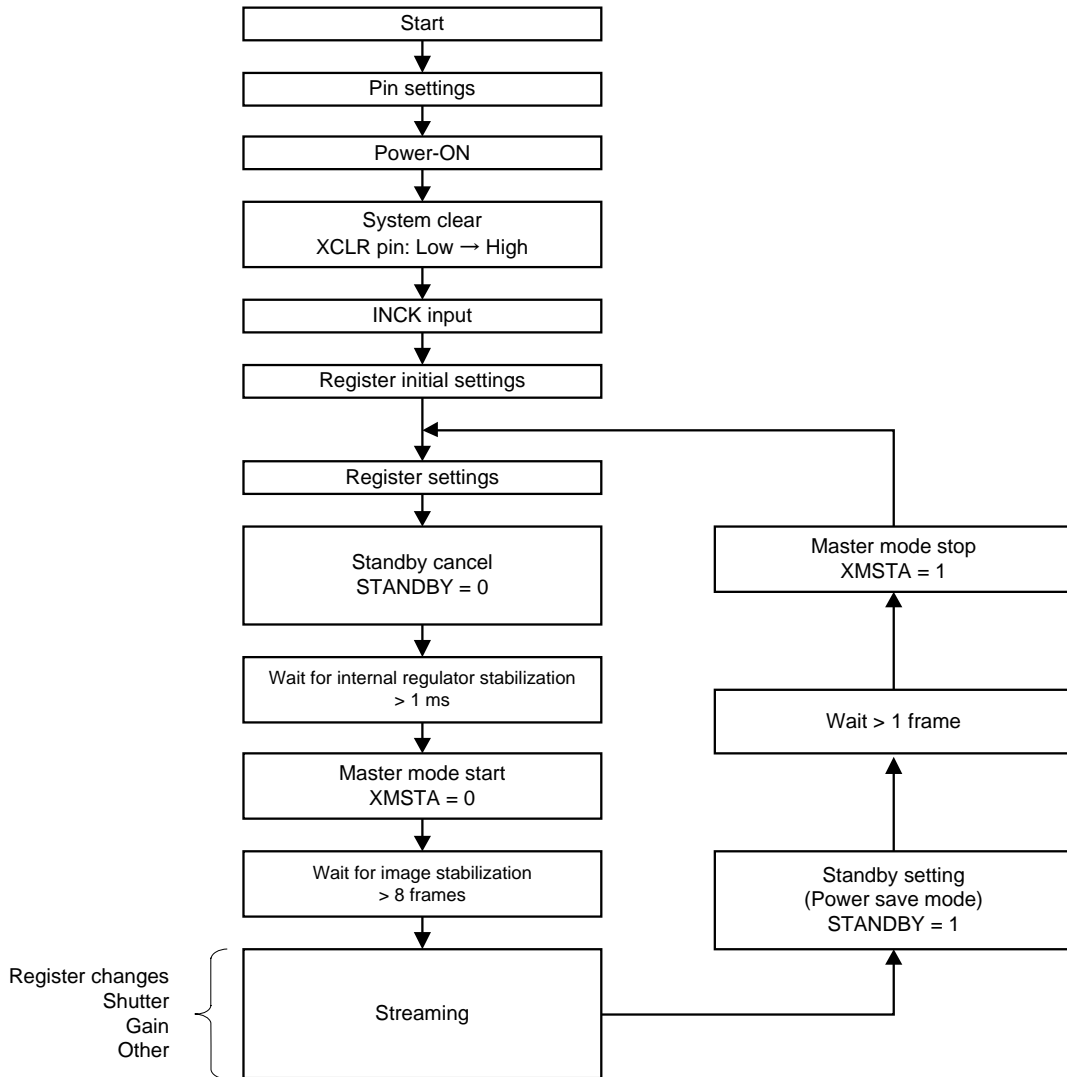 Start
Pin settings
Power-ON
System clear
XCLR pin: Low → High
INCK input
Register initial settings
Register settings
Standby cancel
STANDBY = 0
Wait for internal regulator stabilization
> 1 ms
Master mode start
XMSTA = 0
Wait for image stabilization
> 8 frames
Register changes
Shutter
Gain
Other
Streaming
Standby setting
(Power save mode)
STANDBY = 1
Wait > 1 frame
Master mode stop
XMSTA = 1